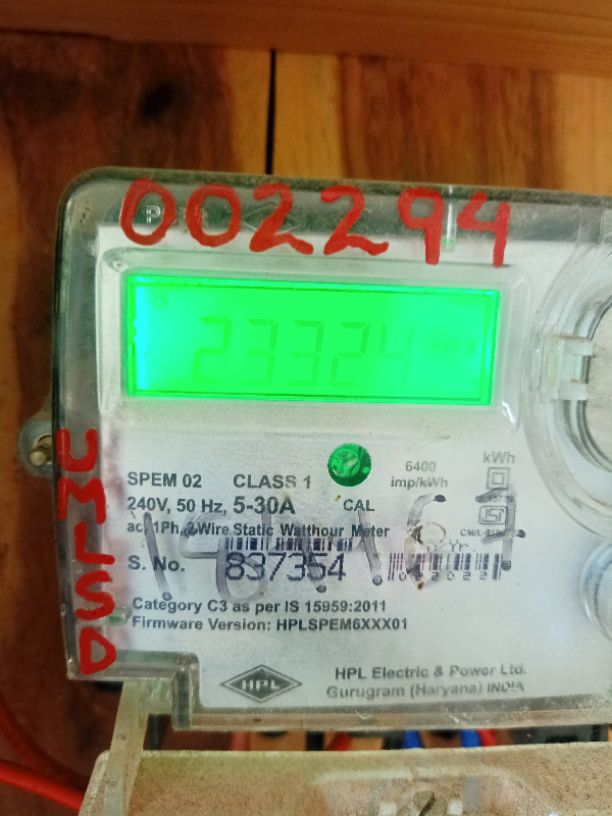 002294
23324
UMLSD
6400
imp/kWh
kWh
SPEM 02 CLASS 1
240V, 50 Hz, 5-30A CAL
ac, 1Ph, 2Wire Static Watthour Meter
S. No. 837354
022022
Category C3 as per IS 15959:2011
Firmware Version: HPLSPEM6XXX01
HPL
HPL Electric & Power Ltd.
Gurugram (Haryana) INDIA